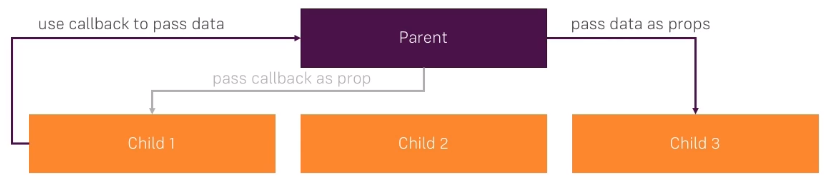 use callback to pass data
Parent
pass data as props
pass callback as prop
Child 1
Child 2
Child 3